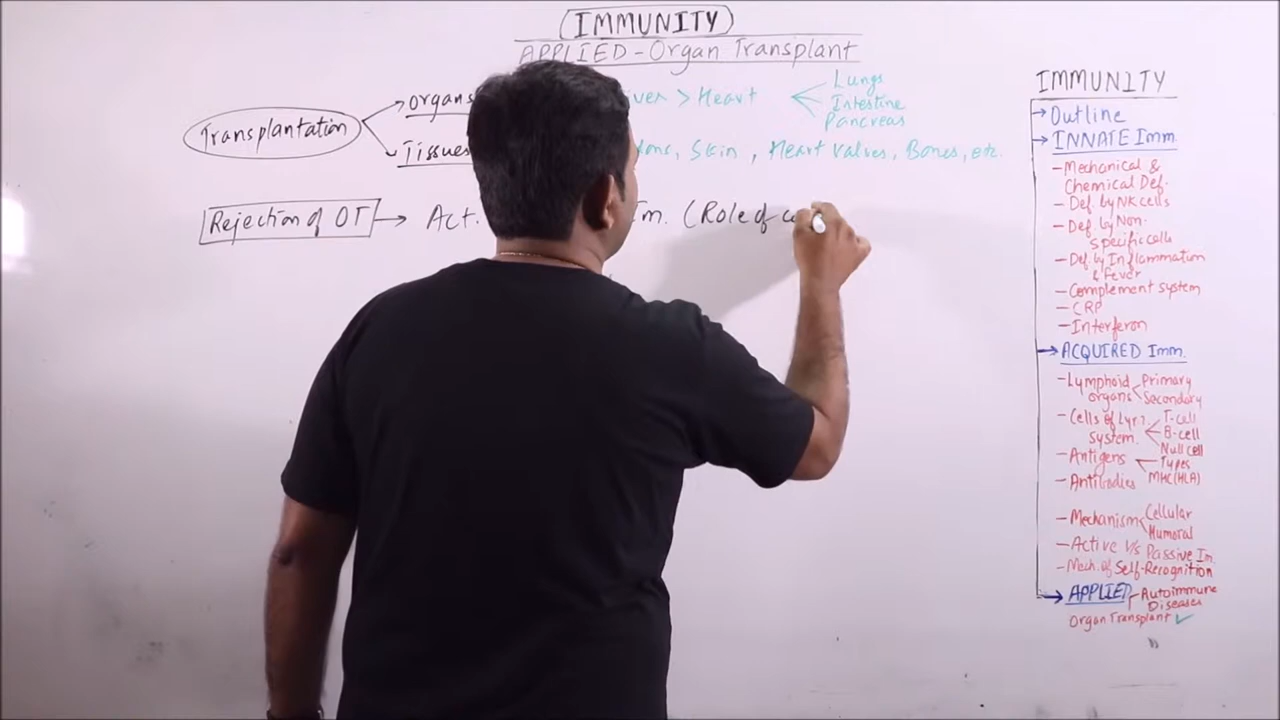 (IMMUNITY)
APPLIED - Organ Transplant
Transplantation
organs > Heart
Lungs
Intestine
Pancreas
Tissues Skin, Heart valves, Bones, etc.
Rejection of OT → Act. Im. (Role of
IMMUNITY
→ Outline
→ INNATE Imm.
- Mechanical &
Chemical Def.
- Def. by NK cells
- Def. by Non-
specific cells
- Def. by Inflammation
& Fever
- Complement system
- CRP
- Interferon
→ ACQUIRED Imm.
- Lymphoid organs Primary
Secondary
- Cells of Lym. system. T-cell
B-cell
Null cell
- Antigens Types
MHC(HLA)
- Antibodies
- Mechanisms Cellular
Humoral
- Active V/s Passive Im.
- Mech. of Self-Recognition
→ APPLIED Autoimmune
Diseases
Organ Transplant ✓